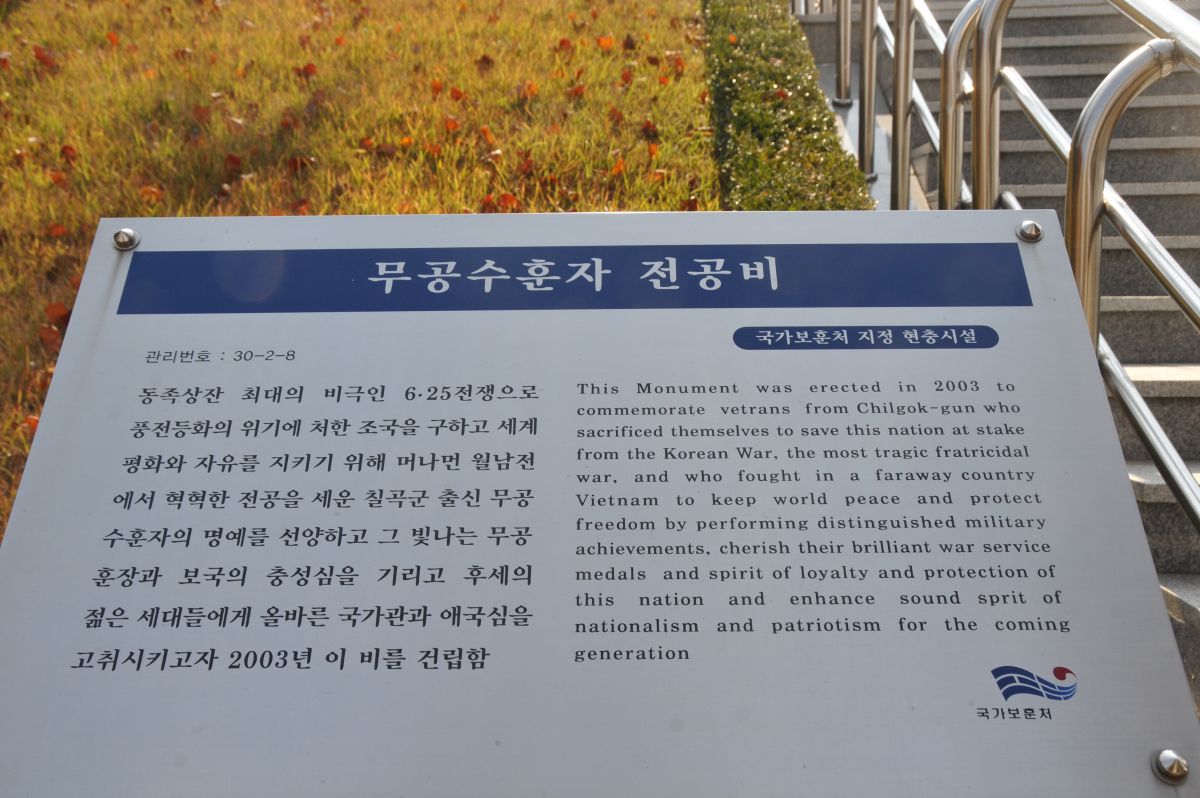 무공수훈자 전공비
국가보훈처 지정 현충시설
관리번호 : 30-2-8
동족상잔 최대의 비극인 6·25전쟁으로
풍전등화의 위기에 처한 조국을 구하고 세계
평화와 자유를 지키기 위해 머나먼 월남전
에서 혁혁한 전공을 세운 칠곡군 출신 무공
수훈자의 명예를 선양하고 그 빛나는 무공
훈장과 보국의 충성심을 기리고 후세의
젊은 세대들에게 올바른 국가관과 애국심을
고취시키고자 2003년 이 비를 건립함
This Monument was erected in 2003 to
commemorate vetrans from Chilgok-gun who
sacrificed themselves to save this nation at stake
from the Korean War, the most tragic fratricidal
war, and who fought in a faraway country
Vietnam to keep world peace and protect
freedom by performing distinguished military
achievements, cherish their brilliant war service
medals and spirit of loyalty and protection of
this nation and enhance sound sprit of
nationalism and patriotism for the coming
generation
국가보훈처